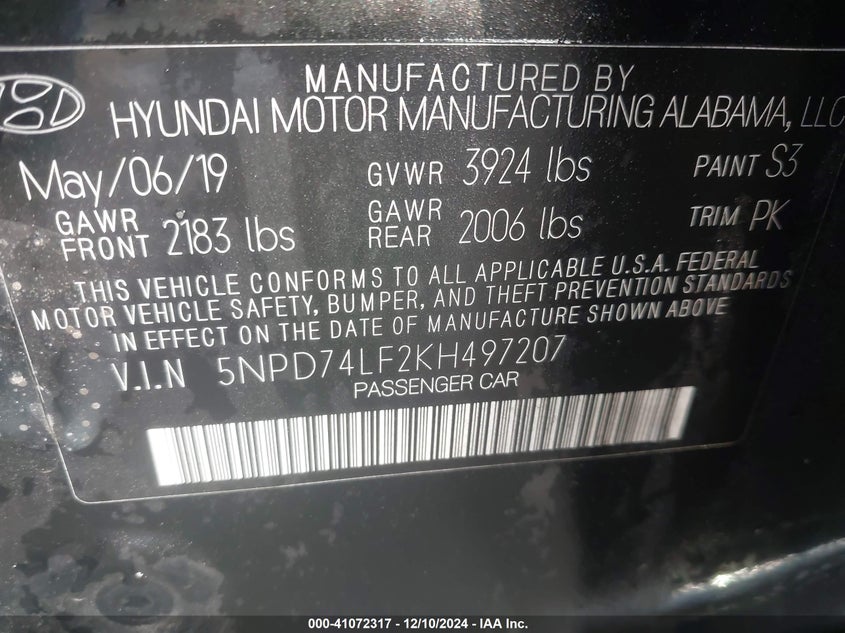 MANUFACTURED BY
HYUNDAI MOTOR MANUFACTURING ALABAMA, LLC
May/06/19 GVWR 3924 lbs PAINT S3
GAWR FRONT 2183 lbs GAWR REAR 2006 lbs TRIM PK
THIS VEHICLE CONFORMS TO ALL APPLICABLE U.S.A. FEDERAL
MOTOR VEHICLE SAFETY, BUMPER, AND THEFT PREVENTION STANDARDS
IN EFFECT ON THE DATE OF MANUFACTURE SHOWN ABOVE
V.I.N 5NPD74LF2KH497207
PASSENGER CAR
000-41072317 - 12/10/2024 - IAA Inc.